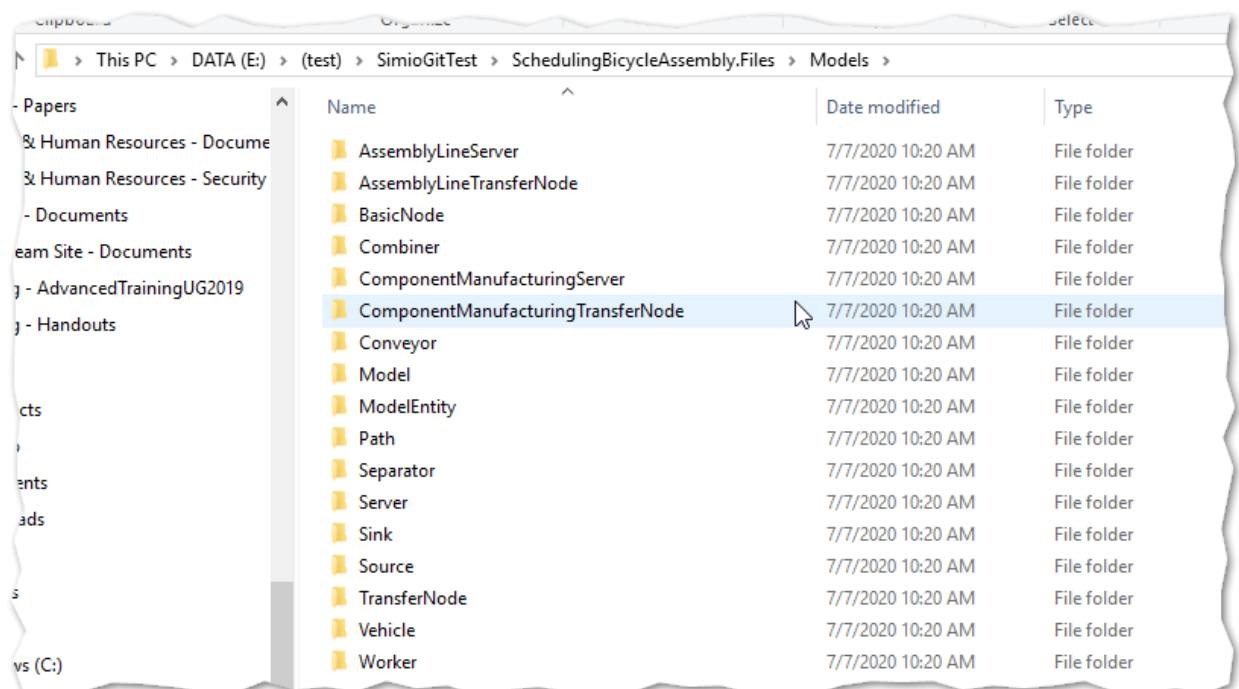 This PC > DATA (E:) > (test) > SimioGitTest > SchedulingBicycleAssembly.Files > Models >
- Papers
& Human Resources - Docume
& Human Resources - Security
- Documents
eam Site - Documents
g - AdvancedTrainingUG2019
g - Handouts
cts
ents
ads
s
ws (C:)
Name Date modified Type
AssemblyLineServer 7/7/2020 10:20 AM File folder
AssemblyLineTransferNode 7/7/2020 10:20 AM File folder
BasicNode 7/7/2020 10:20 AM File folder
Combiner 7/7/2020 10:20 AM File folder
ComponentManufacturingServer 7/7/2020 10:20 AM File folder
ComponentManufacturingTransferNode 7/7/2020 10:20 AM File folder
Conveyor 7/7/2020 10:20 AM File folder
Model 7/7/2020 10:20 AM File folder
ModelEntity 7/7/2020 10:20 AM File folder
Path 7/7/2020 10:20 AM File folder
Separator 7/7/2020 10:20 AM File folder
Server 7/7/2020 10:20 AM File folder
Sink 7/7/2020 10:20 AM File folder
Source 7/7/2020 10:20 AM File folder
TransferNode 7/7/2020 10:20 AM File folder
Vehicle 7/7/2020 10:20 AM File folder
Worker 7/7/2020 10:20 AM File folder